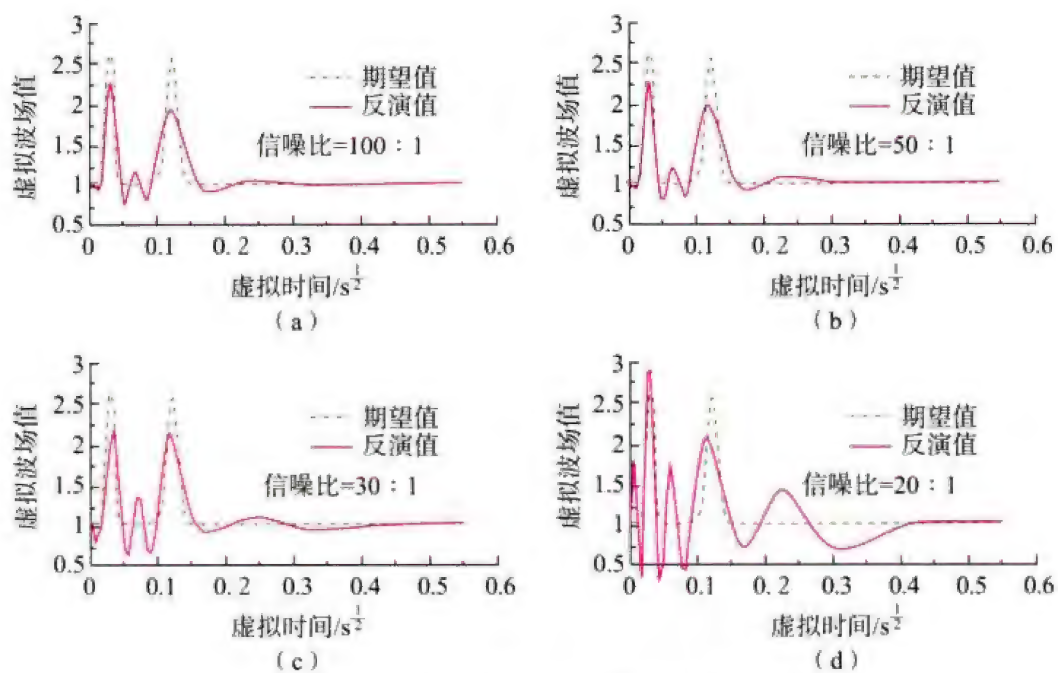 3
2.5
2
1.5
1
0.5
虚拟波场值
期望值
反演值
信噪比=100：1
0 0.1 0.2 0.3 0.4 0.5 0.6
虚拟时间/s^{1/2}
（a）
3
2.5
2
1.5
1
0.5
虚拟波场值
期望值
反演值
信噪比=50：1
0 0.1 0.2 0.3 0.4 0.5 0.6
虚拟时间/s^{1/2}
（b）
3
2.5
2
1.5
1
0.5
虚拟波场值
期望值
反演值
信噪比=30：1
0 0.1 0.2 0.3 0.4 0.5 0.6
虚拟时间/s^{1/2}
（c）
3
2.5
2
1.5
1
0.5
虚拟波场值
期望值
反演值
信噪比=20：1
0 0.1 0.2 0.3 0.4 0.5 0.6
虚拟时间/s^{1/2}
（d）